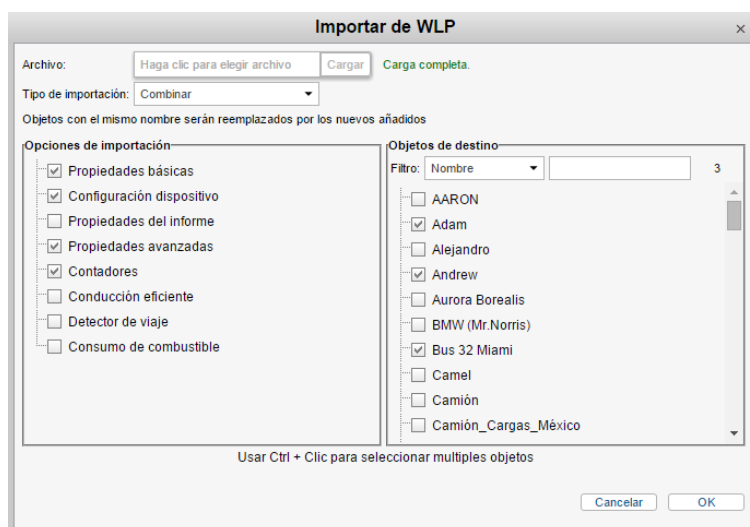 Importar de WLP
×
Archivo: Haga clic para elegir archivo Cargar Carga completa.
Tipo de importación: Combinar
Objetos con el mismo nombre serán reemplazados por los nuevos añadidos
Opciones de importación
Propiedades básicas
Configuración dispositivo
Propiedades del informe
Propiedades avanzadas
Contadores
Conducción eficiente
Detector de viaje
Consumo de combustible
Objetos de destino
Filtro: Nombre 3
AARON
Adam
Alejandro
Andrew
Aurora Borealis
BMW (Mr.Norris)
Bus 32 Miami
Camel
Camión
Camión_Cargas_México
Usar Ctrl + Clic para seleccionar multiples objetos
Cancelar OK